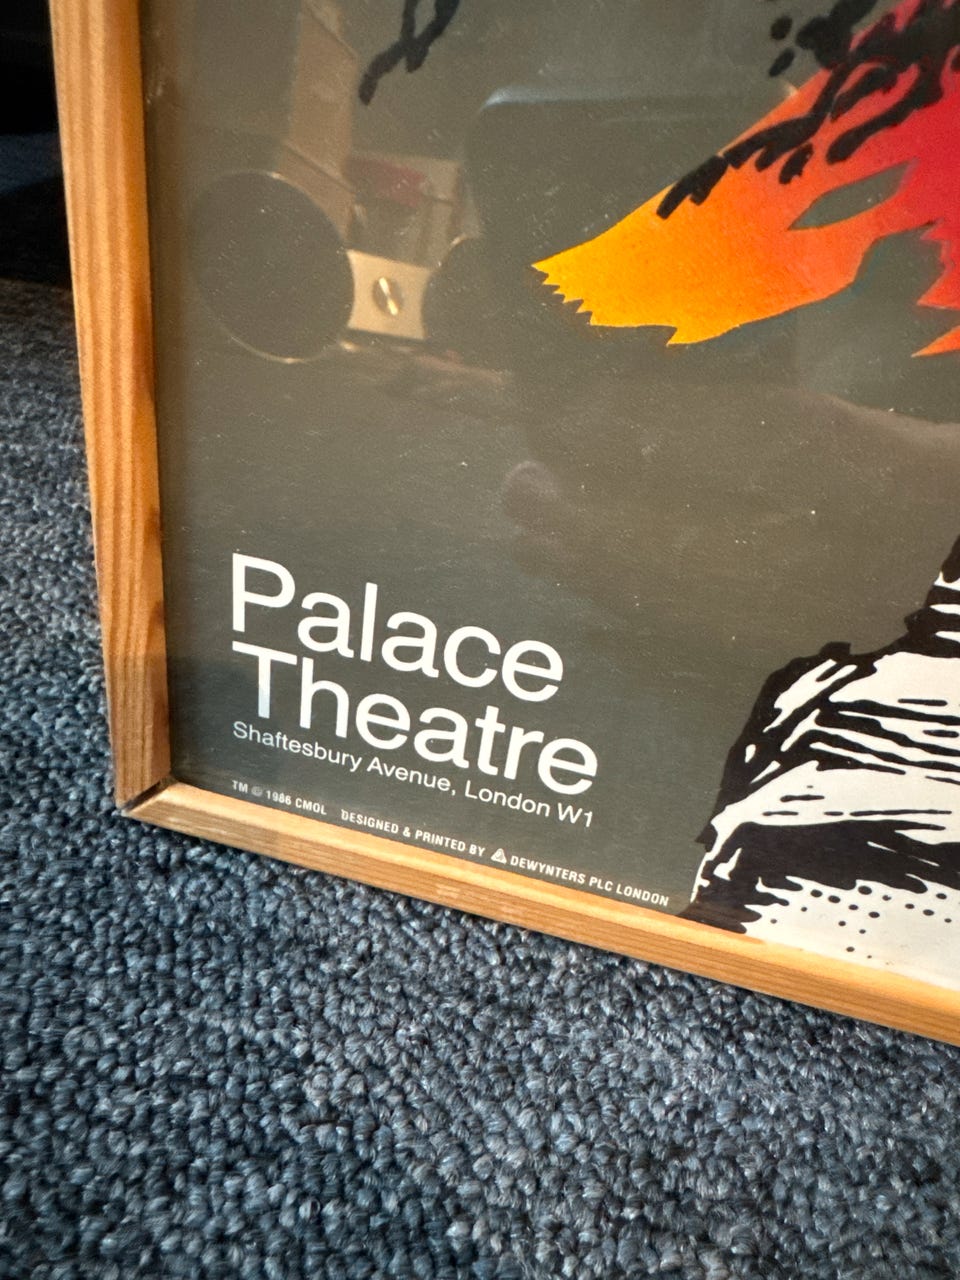 Palace
Theatre
Shaftesbury Avenue, London W1
TM © 1986 CMOL DESIGNED & PRINTED BY DEWYNTERS PLC LONDON